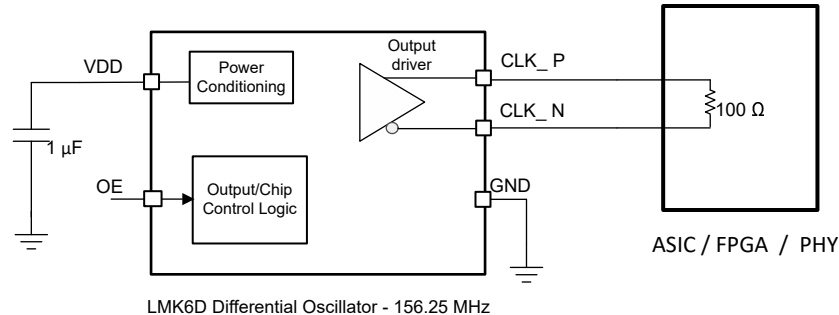 VDD
1 µF
OE
Power
Conditioning
Output/Chip
Control Logic
Output
driver
CLK_ P
CLK_ N
GND
100 Ω
ASIC / FPGA / PHY
LMK6D Differential Oscillator - 156.25 MHz